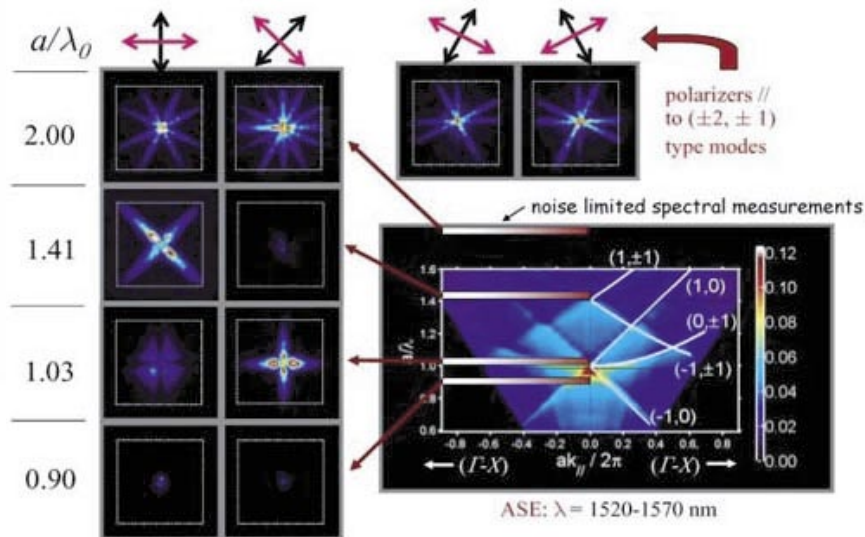 a/λ0
2.00
1.41
1.03
0.90
polarizers //
to (±2, ± 1)
type modes
noise limited spectral measurements
1.6
1.4
1.2
1.0
0.8
0.6
a/λ
(1,±1)
(1,0)
(0,±1)
(-1,±1)
(-1,0)
0.12
0.10
0.08
0.06
0.04
0.02
0.00
-0.8 -0.6 -0.4 -0.2 0.0 0.2 0.4 0.6 0.8
← (Γ-X) ak// / 2π (Γ-X) →
ASE: λ = 1520-1570 nm